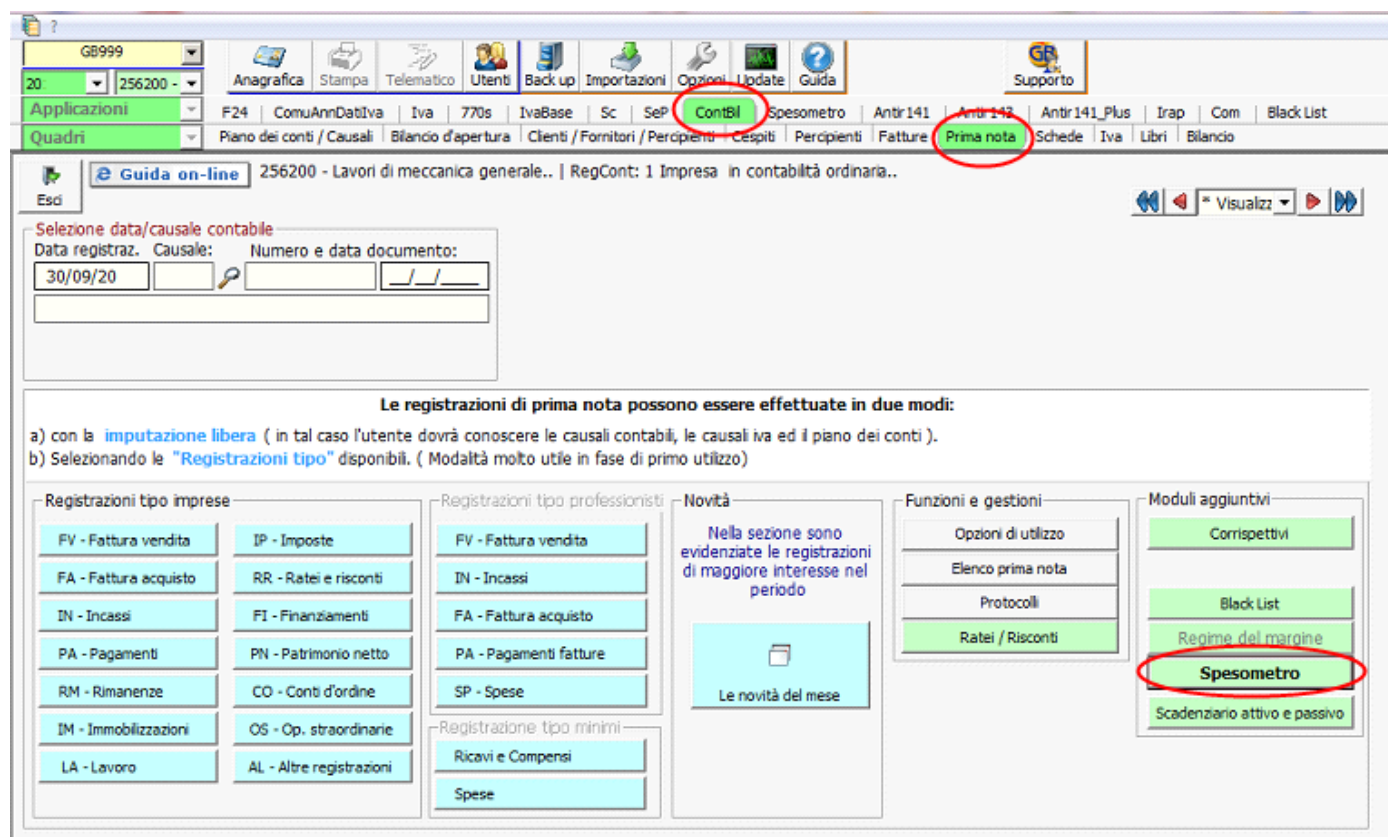 ?
GB999
20
256200 -
Anagrafica Stampa Telematico Utenti Back up Importazioni Opzioni Update Guida Supporto
Applicazioni F24 ComuAnnDatiIva Iva 770s IvaBase Sc SeP ContBil Spesometro Antir141 Antir143 Antir141_Plus Irap Com Black List
Quadri Piano dei conti / Causali Bilancio d'apertura Clienti / Fornitori / Percipienti Cespiti Percipienti Fatture Prima nota Schede Iva Libri Bilancio
Esci
Guida on-line 256200 - Lavori di meccanica generale.. | RegCont: 1 Impresa in contabilità ordinaria..
* Visualizz
Selezione data/causale contabile
Data registraz. Causale: Numero e data documento:
30/09/20 __/__/____
Le registrazioni di prima nota possono essere effettuate in due modi:
a) con la imputazione libera ( in tal caso l'utente dovrà conoscere le causali contabili, le causali iva ed il piano dei conti ).
b) Selezionando le "Registrazioni tipo" disponibili. ( Modalità molto utile in fase di primo utilizzo)
Registrazioni tipo imprese
FV - Fattura vendita
FA - Fattura acquisto
IN - Incassi
PA - Pagamenti
RM - Rimanenze
IM - Immobilizzazioni
LA - Lavoro
IP - Imposte
RR - Ratei e risconti
FI - Finanziamenti
PN - Patrimonio netto
CO - Conti d'ordine
OS - Op. straordinarie
AL - Altre registrazioni
Registrazioni tipo professionisti
FV - Fattura vendita
IN - Incassi
FA - Fattura acquisto
PA - Pagamenti fatture
SP - Spese
Registrazione tipo minimi
Ricavi e Compensi
Spese
Novità
Nella sezione sono
evidenziate le registrazioni
di maggiore interesse nel
periodo
Le novità del mese
Funzioni e gestioni
Opzioni di utilizzo
Elenco prima nota
Protocolli
Ratei / Risconti
Moduli aggiuntivi
Corrispettivi
Black List
Regime del margine
Spesometro
Scadenziario attivo e passivo